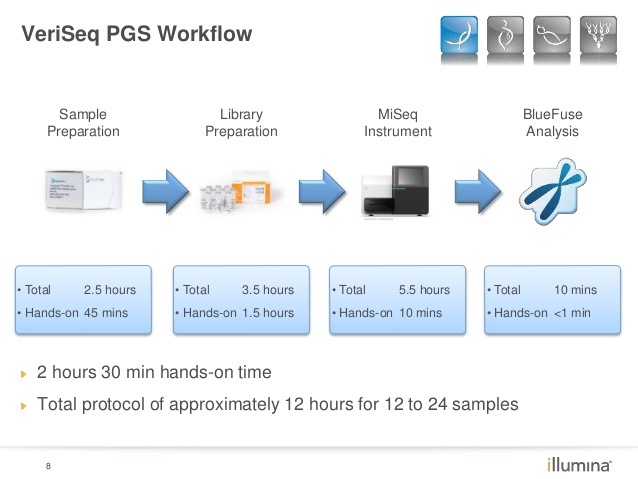 VeriSeq PGS Workflow
Sample
Preparation
Library
Preparation
MiSeq
Instrument
BlueFuse
Analysis
• Total 2.5 hours
• Hands-on 45 mins
• Total 3.5 hours
• Hands-on 1.5 hours
• Total 5.5 hours
• Hands-on 10 mins
• Total 10 mins
• Hands-on <1 min
2 hours 30 min hands-on time
Total protocol of approximately 12 hours for 12 to 24 samples
8
illumina®